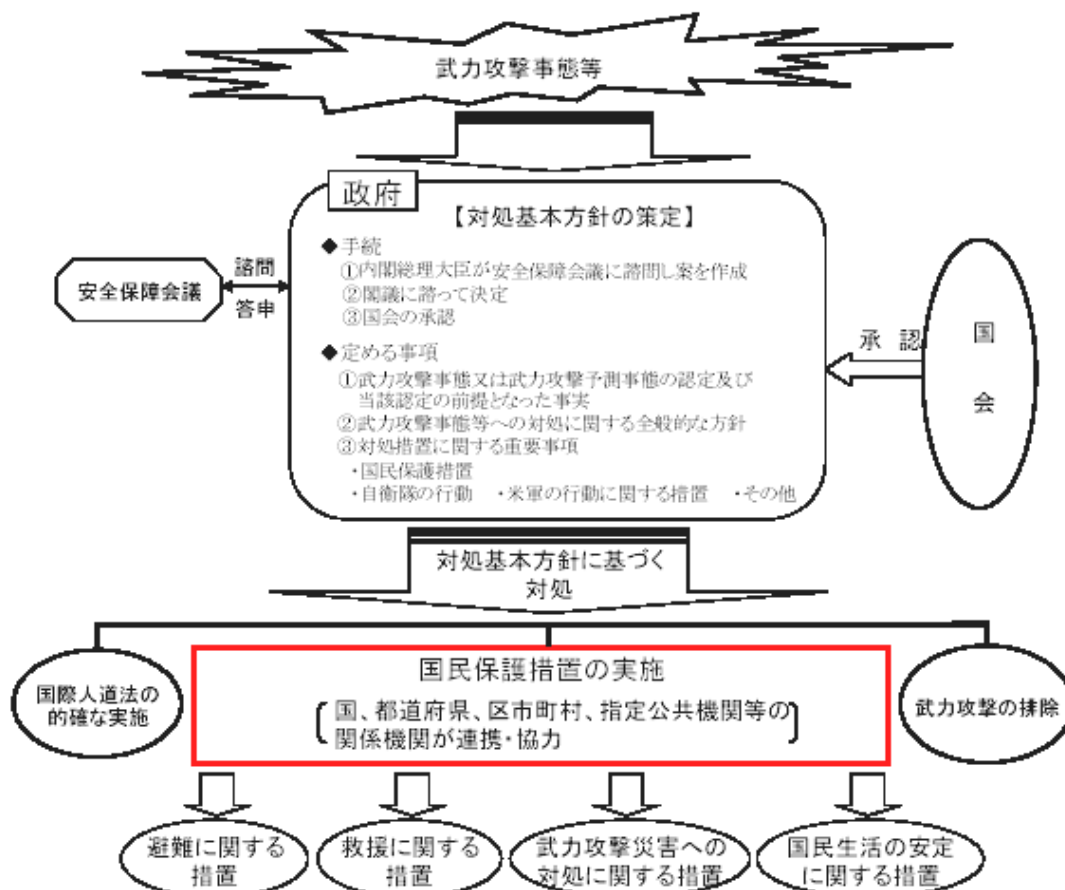 武力攻撃事態等
政府
【対処基本方針の策定】
◆手続
①内閣総理大臣が安全保障会議に諮問し案を作成
②閣議に諮って決定
③国会の承認
◆定める事項
①武力攻撃事態又は武力攻撃予測事態の認定及び
当該認定の前提となった事実
②武力攻撃事態等への対処に関する全般的な方針
③対処措置に関する重要事項
・国民保護措置
・自衛隊の行動 ・米軍の行動に関する措置 ・その他
安全保障会議
諮問
答申
承認
国会
対処基本方針に基づく
対処
国際人道法の
的確な実施
国民保護措置の実施
国、都道府県、区市町村、指定公共機関等の
関係機関が連携・協力
武力攻撃の排除
避難に関する
措置
救援に関する
措置
武力攻撃災害への
対処に関する措置
国民生活の安定
に関する措置